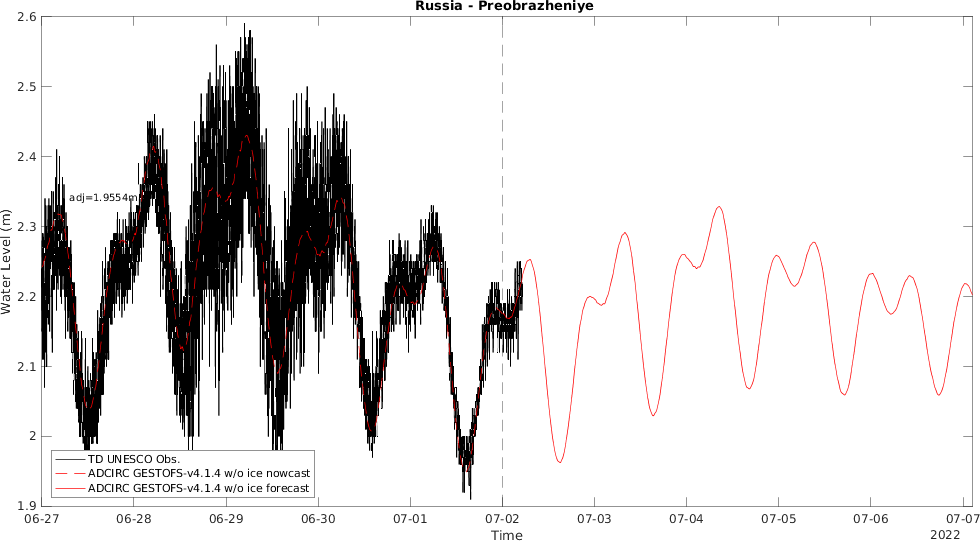 Russia - Preobrazheniye
2.6
2.5
2.4
2.3
2.2
2.1
2
1.9
Water Level (m)
adj=1.9554m
TD UNESCO Obs.
ADCIRC GESTOFS-v4.1.4 w/o ice nowcast
ADCIRC GESTOFS-v4.1.4 w/o ice forecast
06-27 06-28 06-29 06-30 07-01 07-02 07-03 07-04 07-05 07-06 07-07
Time
2022